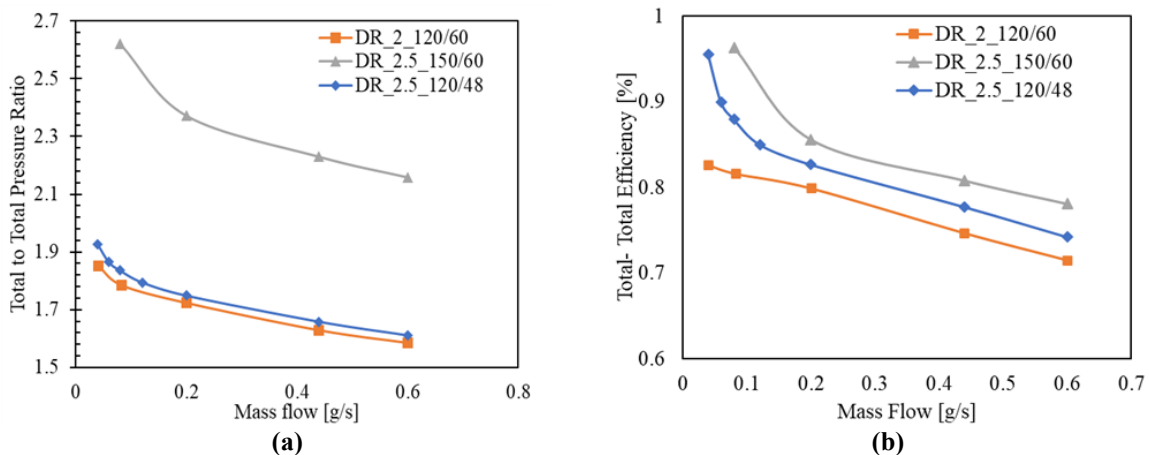 2.7
2.5
2.3
2.1
1.9
1.7
1.5
0
0.2
0.4
0.6
0.8
Total to Total Pressure Ratio
Mass flow [g/s]
DR_2_120/60
DR_2.5_150/60
DR_2.5_120/48
(a)
1
0.9
0.8
0.7
0.6
0
0.1
0.2
0.3
0.4
0.5
0.6
0.7
Total- Total Efficiency [%]
Mass Flow [g/s]
DR_2_120/60
DR_2.5_150/60
DR_2.5_120/48
(b)